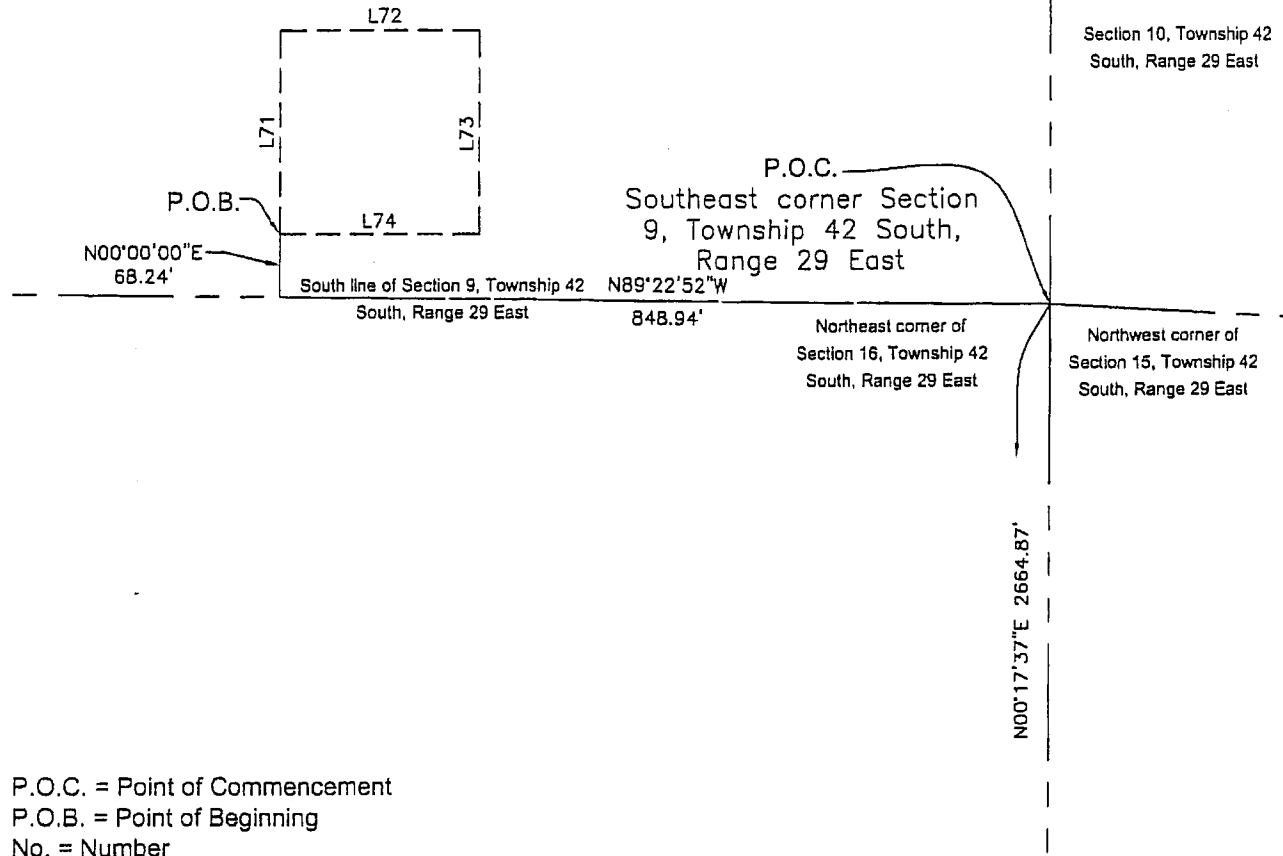 L72
Section 10, Township 42
South, Range 29 East
L71
L73
P.O.C.
Southeast corner Section
9, Township 42 South,
Range 29 East
P.O.B.
L74
N00°00'00"E
68.24'
South line of Section 9, Township 42
South, Range 29 East
N89°22'52"W
848.94'
Northeast corner of
Section 16, Township 42
South, Range 29 East
Northwest corner of
Section 15, Township 42
South, Range 29 East
N00°17'37"E 2664.87'
P.O.C. = Point of Commencement
P.O.B. = Point of Beginning
No. = Number